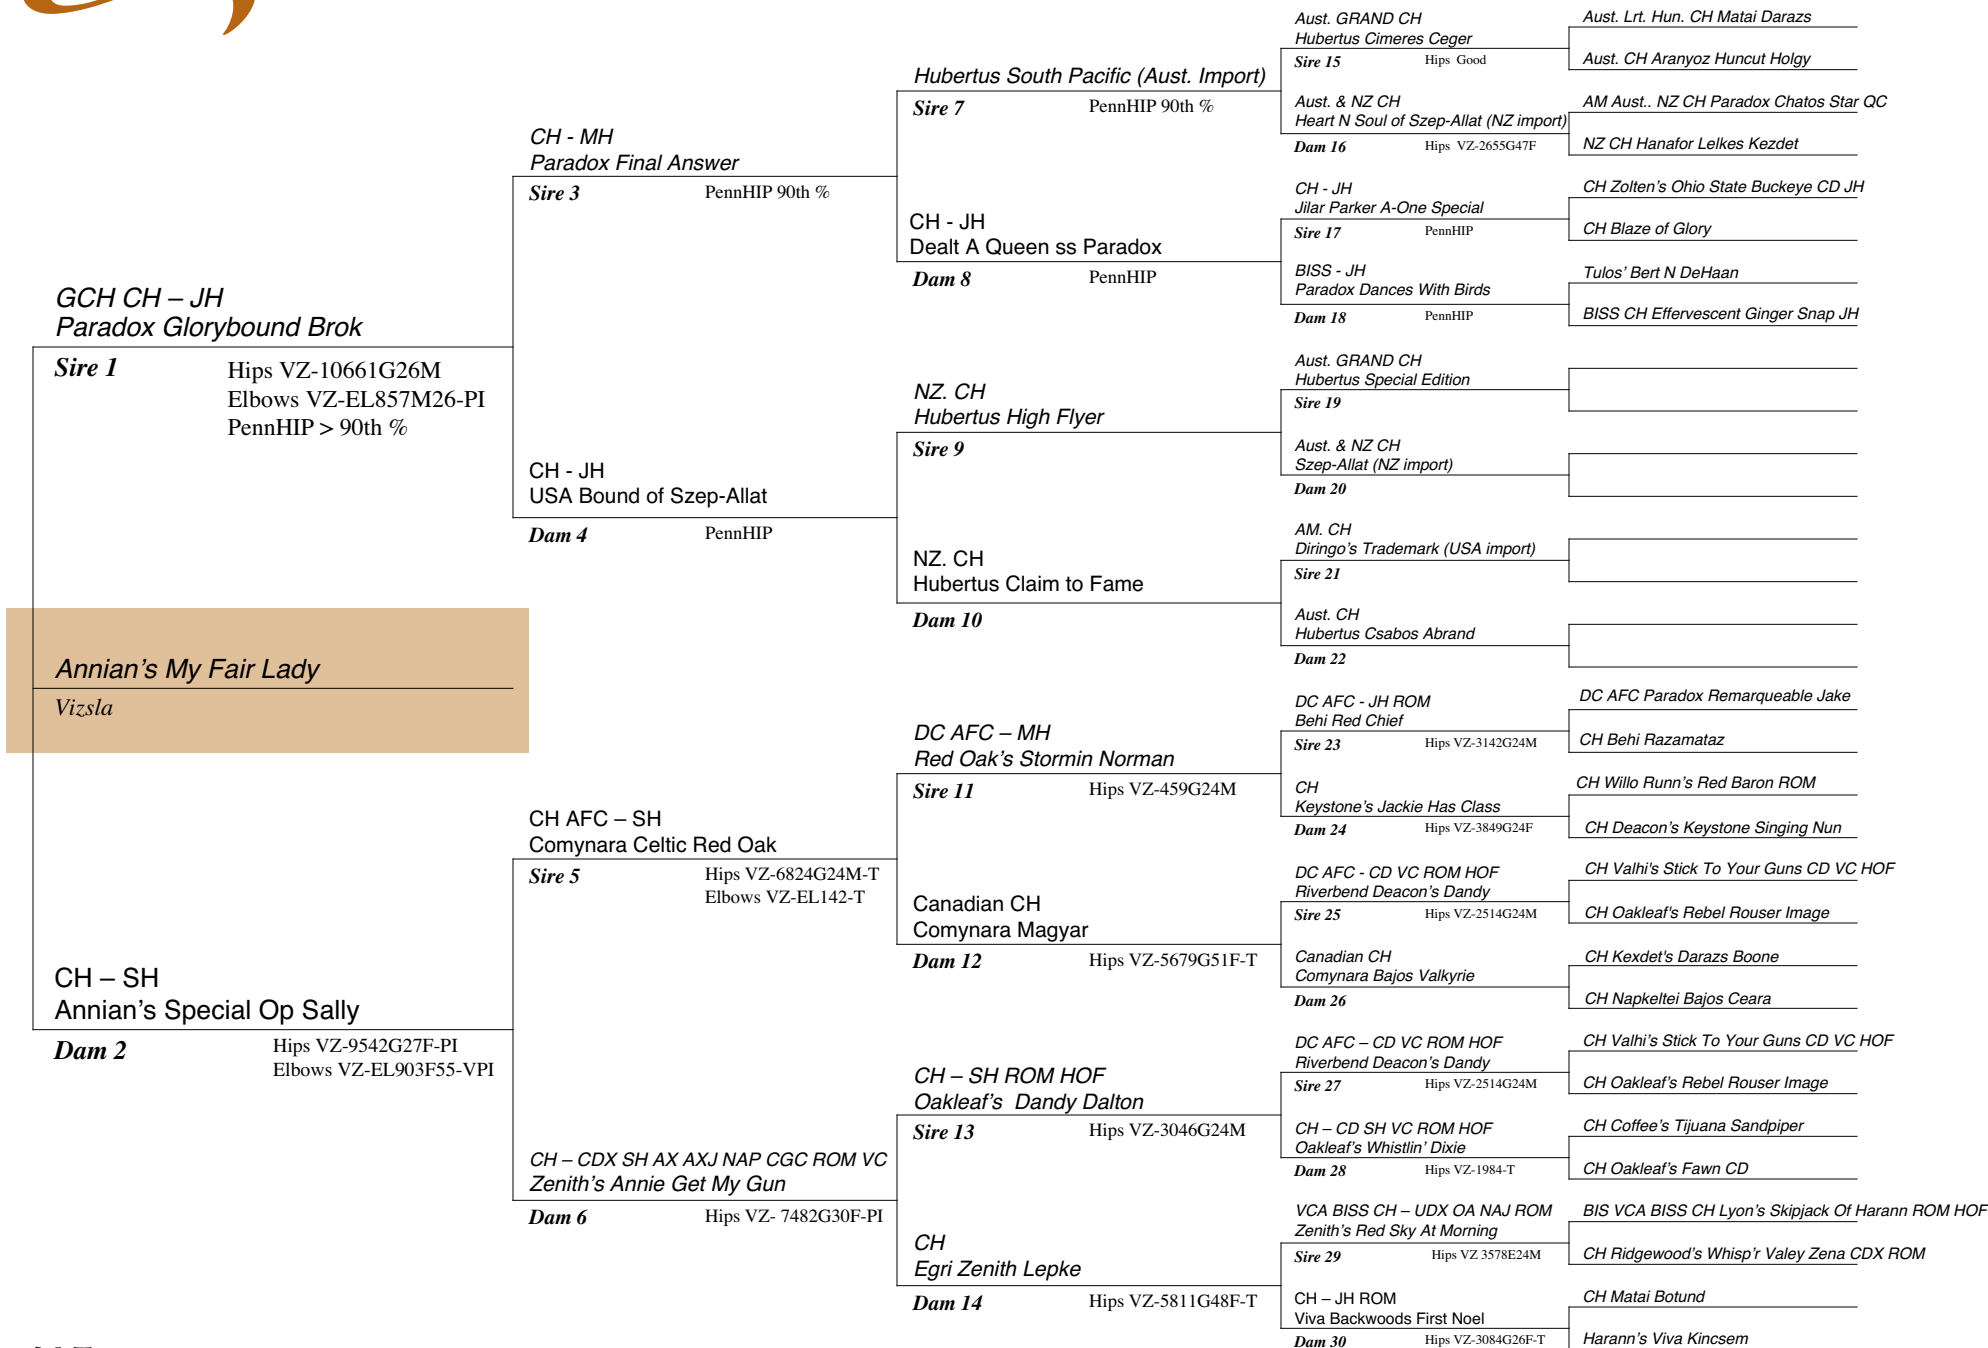 GCH CH – JH
Paradox Glorybound Brok
Sire 1
Hips VZ-10661G26M
Elbows VZ-EL857M26-PI
PennHIP > 90th %
Annian's My Fair Lady
Vizsla
CH – SH
Annian's Special Op Sally
Dam 2
Hips VZ-9542G27F-PI
Elbows VZ-EL903F55-VPI
CH - MH
Paradox Final Answer
Sire 3 PennHIP 90th %
CH - JH
USA Bound of Szep-Allat
Dam 4 PennHIP
CH AFC – SH
Comynara Celtic Red Oak
Sire 5 Hips VZ-6824G24M-T
Elbows VZ-EL142-T
CH – CDX SH AX AXJ NAP CGC ROM VC
Zenith's Annie Get My Gun
Dam 6 Hips VZ- 7482G30F-PI
Hubertus South Pacific (Aust. Import)
Sire 7 PennHIP 90th %
CH - JH
Dealt A Queen ss Paradox
Dam 8 PennHIP
NZ. CH
Hubertus High Flyer
Sire 9
NZ. CH
Hubertus Claim to Fame
Dam 10
DC AFC – MH
Red Oak's Stormin Norman
Sire 11 Hips VZ-459G24M
Canadian CH
Comynara Magyar
Dam 12 Hips VZ-5679G51F-T
CH – SH ROM HOF
Oakleaf's Dandy Dalton
Sire 13 Hips VZ-3046G24M
CH
Egri Zenith Lepke
Dam 14 Hips VZ-5811G48F-T
Aust. GRAND CH
Hubertus Cimeres Ceger
Sire 15 Hips Good
Aust. & NZ CH
Heart N Soul of Szep-Allat (NZ import)
Dam 16 Hips VZ-2655G47F
CH - JH
Jilar Parker A-One Special
Sire 17 PennHIP
BISS - JH
Paradox Dances With Birds
Dam 18 PennHIP
Aust. GRAND CH
Hubertus Special Edition
Sire 19
Aust. & NZ CH
Szep-Allat (NZ import)
Dam 20
AM. CH
Diringo's Trademark (USA import)
Sire 21
Aust. CH
Hubertus Csabos Abrand
Dam 22
DC AFC - JH ROM
Behi Red Chief
Sire 23 Hips VZ-3142G24M
CH
Keystone's Jackie Has Class
Dam 24 Hips VZ-3849G24F
DC AFC - CD VC ROM HOF
Riverbend Deacon's Dandy
Sire 25 Hips VZ-2514G24M
Canadian CH
Comynara Bajos Valkyrie
Dam 26
DC AFC – CD VC ROM HOF
Riverbend Deacon's Dandy
Sire 27 Hips VZ-2514G24M
CH – CD SH VC ROM HOF
Oakleaf's Whistlin' Dixie
Dam 28 Hips VZ-1984-T
VCA BISS CH – UDX OA NAJ ROM
Zenith's Red Sky At Morning
Sire 29 Hips VZ 3578E24M
CH – JH ROM
Viva Backwoods First Noel
Dam 30 Hips VZ-3084G26F-T
Aust. Lrt. Hun. CH Matai Darazs
Aust. CH Aranyoz Huncut Holgy
AM Aust.. NZ CH Paradox Chatos Star QC
NZ CH Hanafor Lelkes Kezdet
CH Zolten's Ohio State Buckeye CD JH
CH Blaze of Glory
Tulos' Bert N DeHaan
BISS CH Effervescent Ginger Snap JH
DC AFC Paradox Remarqueable Jake
CH Behi Razamataz
CH Willo Runn's Red Baron ROM
CH Deacon's Keystone Singing Nun
CH Valhi's Stick To Your Guns CD VC HOF
CH Oakleaf's Rebel Rouser Image
CH Kexdet's Darazs Boone
CH Napkeltei Bajos Ceara
CH Valhi's Stick To Your Guns CD VC HOF
CH Oakleaf's Rebel Rouser Image
CH Coffee's Tijuana Sandpiper
CH Oakleaf's Fawn CD
BIS VCA BISS CH Lyon's Skipjack Of Harann ROM HOF
CH Ridgewood's Whisp'r Valey Zena CDX ROM
CH Matai Botund
Harann's Viva Kincsem